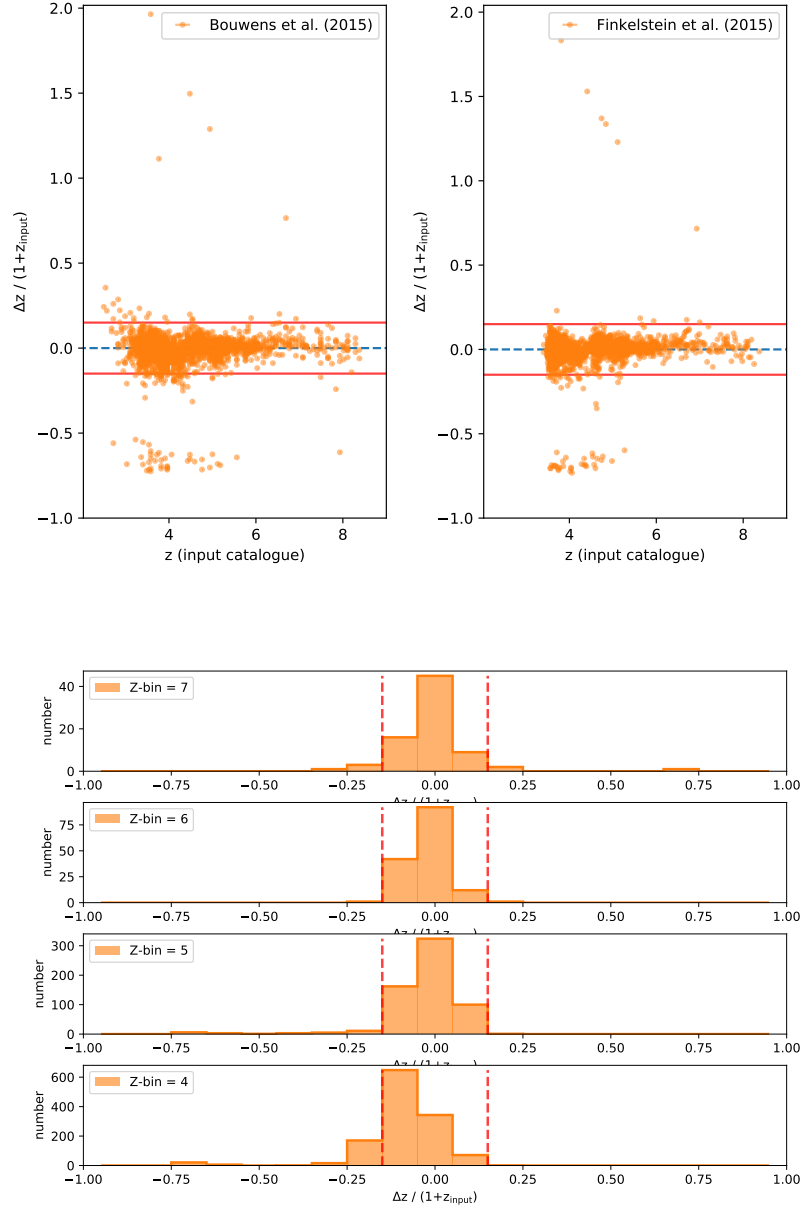 Bouwens et al. (2015)
2.0
1.5
1.0
0.5
0.0
−0.5
−1.0
Δz / (1+z_input)
4
6
8
z (input catalogue)
Finkelstein et al. (2015)
2.0
1.5
1.0
0.5
0.0
−0.5
−1.0
Δz / (1+z_input)
4
6
8
z (input catalogue)
Z-bin = 7
number
40
20
0
−1.00 −0.75 −0.50 −0.25 0.00 0.25 0.50 0.75 1.00
Z-bin = 6
number
75
50
25
0
−1.00 −0.75 −0.50 −0.25 0.00 0.25 0.50 0.75 1.00
Z-bin = 5
number
300
200
100
0
−1.00 −0.75 −0.50 −0.25 0.00 0.25 0.50 0.75 1.00
Z-bin = 4
number
600
400
200
0
−1.00 −0.75 −0.50 −0.25 0.00 0.25 0.50 0.75 1.00
Δz / (1+z_input)